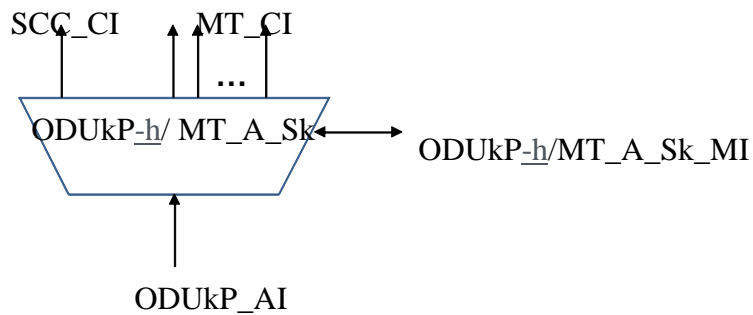 SCC_CI MT_CI
...
ODUkP-h/ MT_A_Sk
ODUkP-h/MT_A_Sk_MI
ODUkP_AI